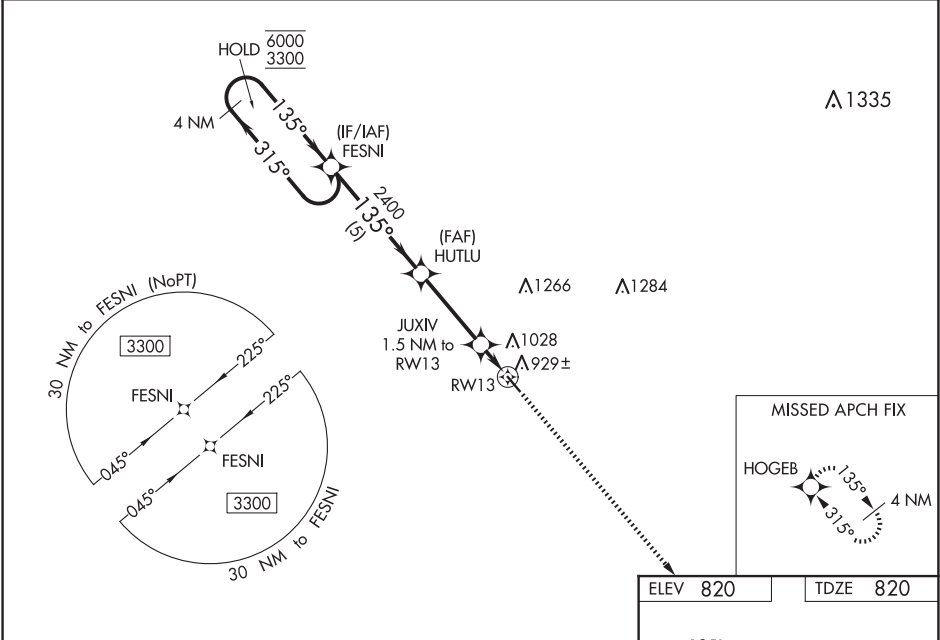 HOLD 6000
3300
4 NM
135°
315°
(IF/IAF)
FESNI
1335
2400
135°
(5)
(FAF)
HUTLU
1266
1284
JUXIV
1.5 NM to
RW13
1028
929±
RW13
30 NM to FESNI (NoPT)
3300
225°
FESNI
045°
225°
FESNI
045°
3300
30 NM to FESNI
MISSED APCH FIX
HOGEB
135°
4 NM
315°
ELEV 820
TDZE 820